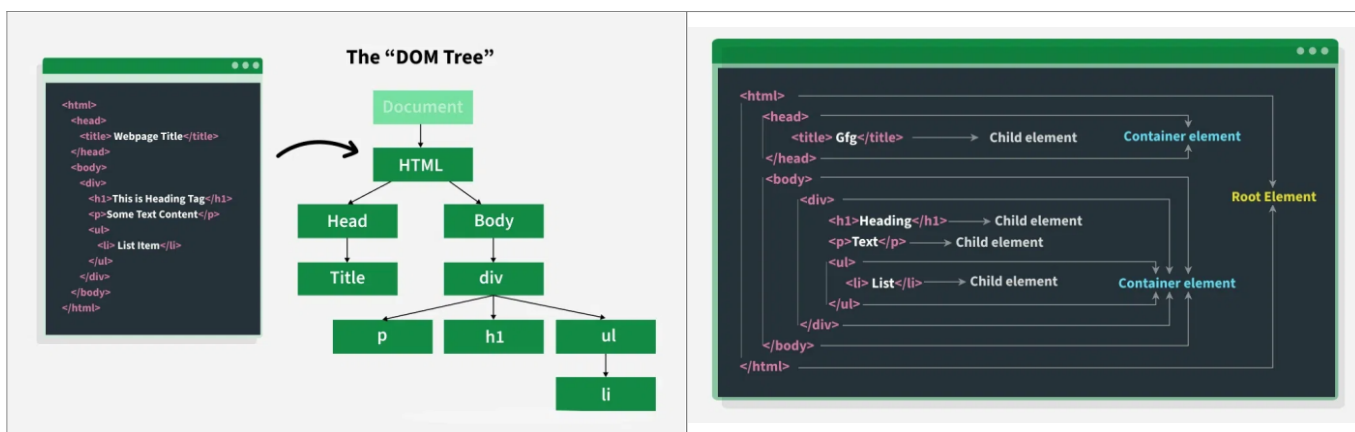 The “DOM Tree”
<html>
<head>
<title> Webpage Title</title>
</head>
<body>
<div>
<h1>This is Heading Tag</h1>
<p>Some Text Content</p>
<ul>
<li> List Item</li>
</ul>
</div>
</body>
</html>
Document
HTML
Head Body
Title div
p h1 ul
li
<html>
<head>
<title> Gfg</title> Child element Container element
</head>
<body>
<div> Root Element
<h1>Heading</h1> Child element
<p>Text</p> Child element
<ul>
<li> List</li> Child element Container element
</ul>
</div>
</body>
</html>